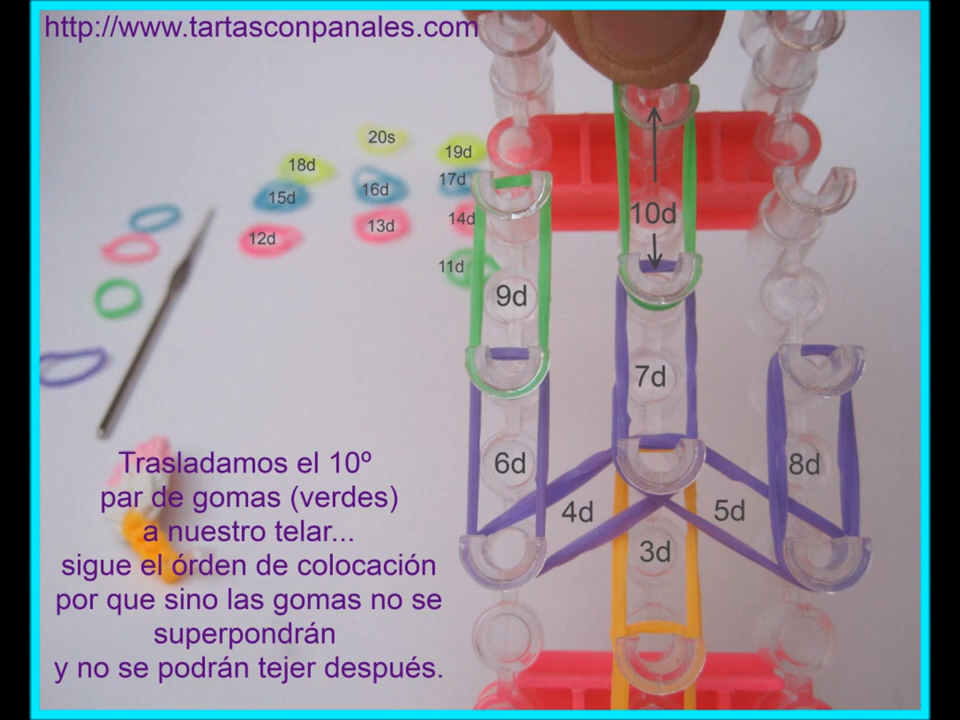 http://www.tartasconpanales.com
20s
18d
19d
15d
16d
17d
12d
13d
14d
11d
10d
9d
7d
6d
8d
4d
5d
3d
Trasladamos el 10º
par de gomas (verdes)
a nuestro telar...
sigue el órden de colocación
por que sino las gomas no se
superpondrán
y no se podrán tejer después.